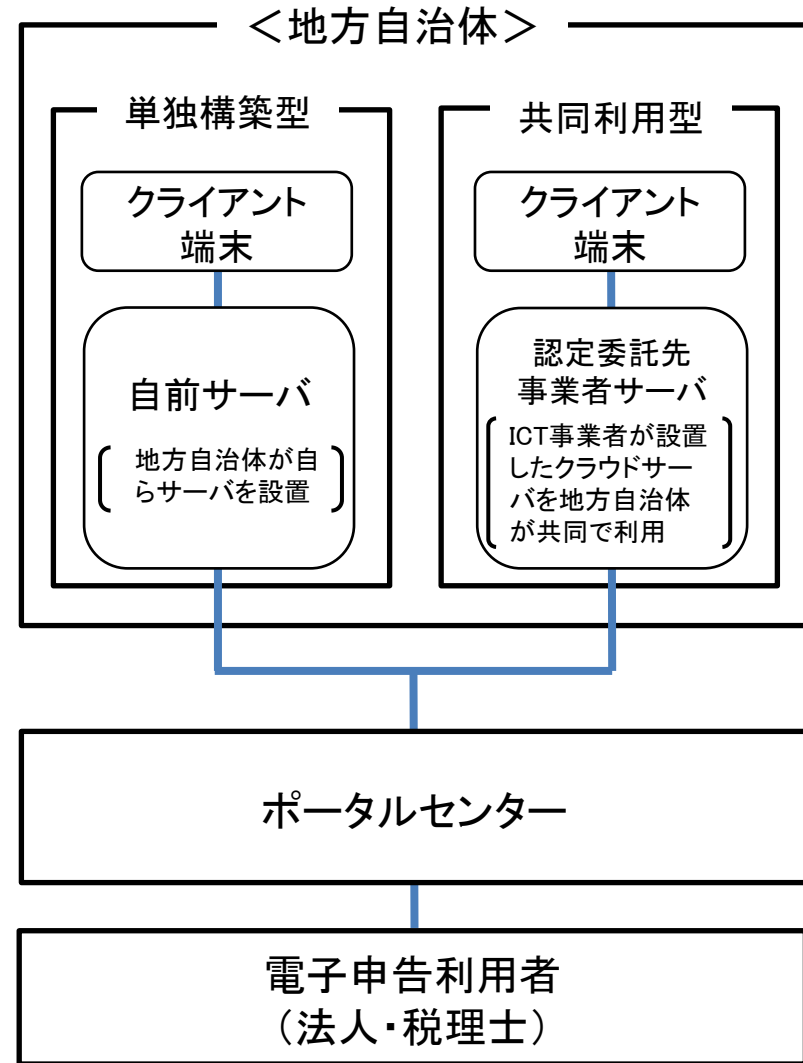 ＜地方自治体＞
単独構築型
クライアント
端末
自前サーバ
地方自治体が自
らサーバを設置
共同利用型
クライアント
端末
認定委託先
事業者サーバ
ICT事業者が設置
したクラウドサー
バを地方自治体
が共同で利用
ポータルセンター
電子申告利用者
（法人・税理士）